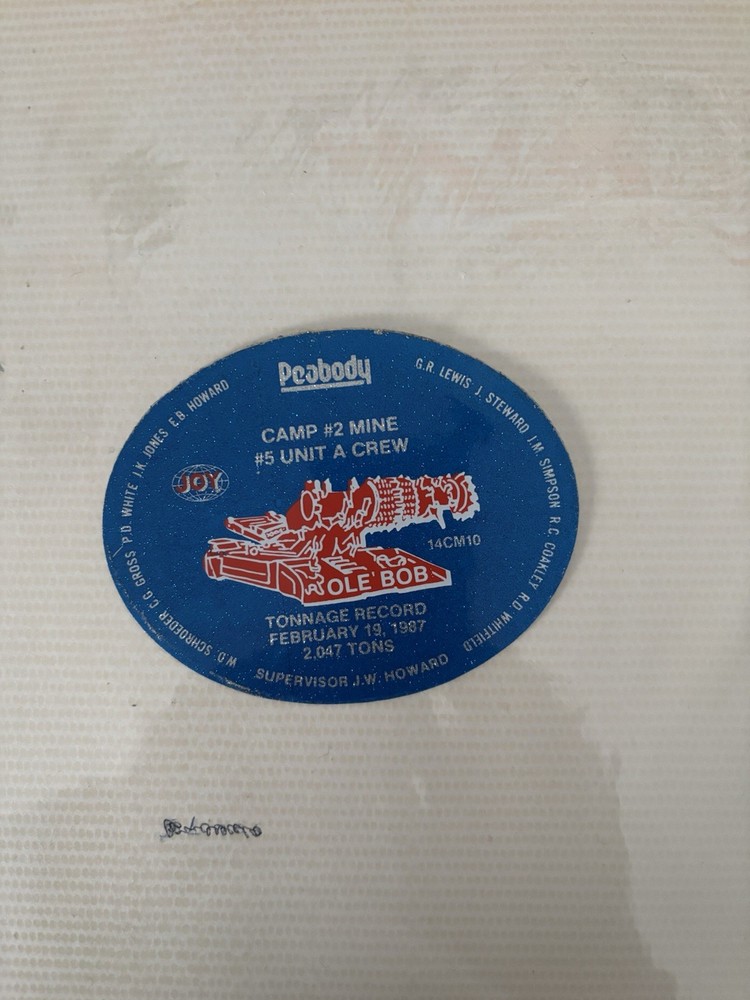 Peabody
CAMP #2 MINE
#5 UNIT A CREW
JOY
14CM10
OLE' BOB
TONNAGE RECORD
FEBRUARY 19, 1987
2,047 TONS
SUPERVISOR J.W. HOWARD
W.D. SCHROEDER C.G. GROSS P.D. WHITE J.K. JONES E.B. HOWARD
G.R. LEWIS J. STEWARD J.M. SIMPSON R.C. COAKLEY R.D. WHITFIELD